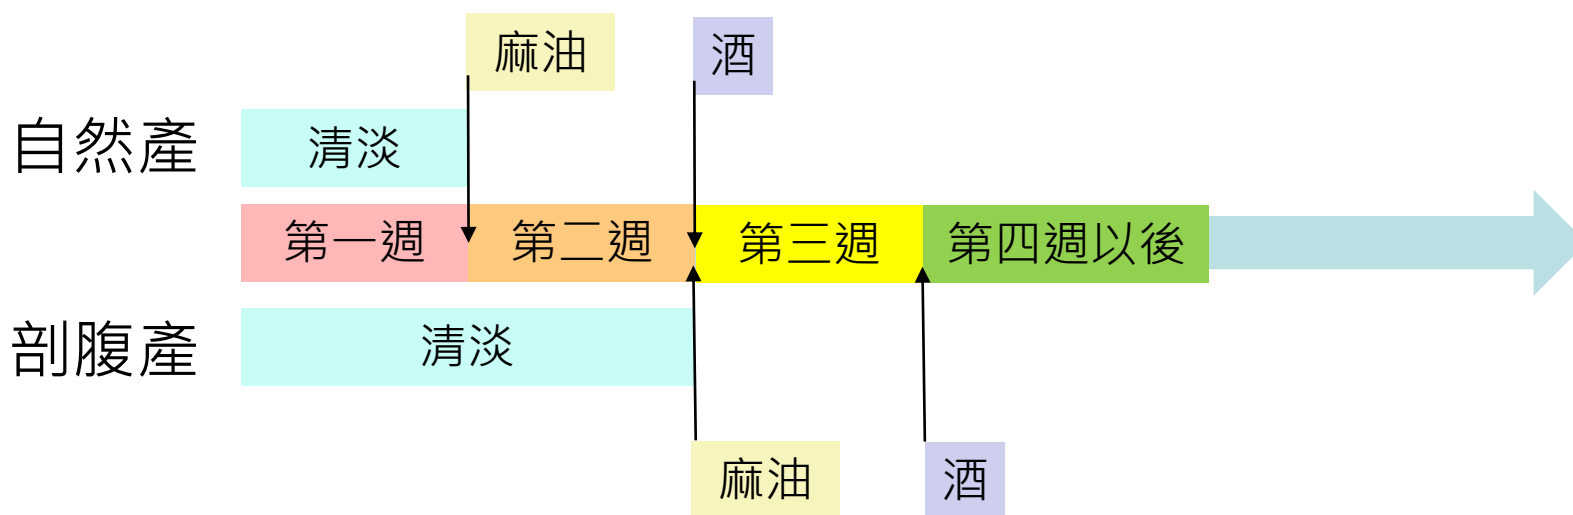 麻油
酒
自然產
清淡
第一週
第二週
第三週
第四週以後
剖腹產
清淡
麻油
酒